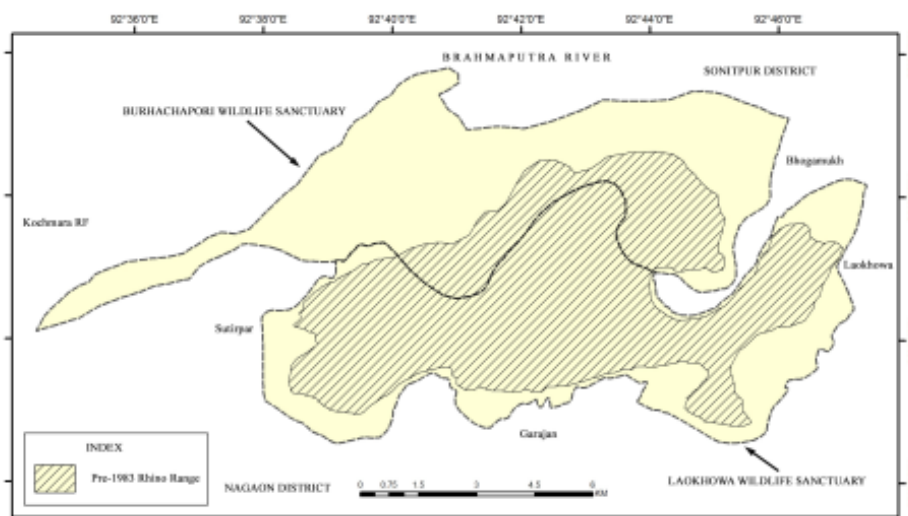 92°36'0"E 92°38'0"E 92°40'0"E 92°42'0"E 92°44'0"E 92°46'0"E
BRAHMAPUTRA RIVER
SONITPUR DISTRICT
BURHACHAPORI WILDLIFE SANCTUARY
Bhogamukh
Kochmara RF
Laokhowa
Sutirpar
Garajan
INDEX
Pre-1983 Rhino Range
NAGAON DISTRICT
LAOKHOWA WILDLIFE SANCTUARY
0 0.75 1.5 3 4.5 6
KM